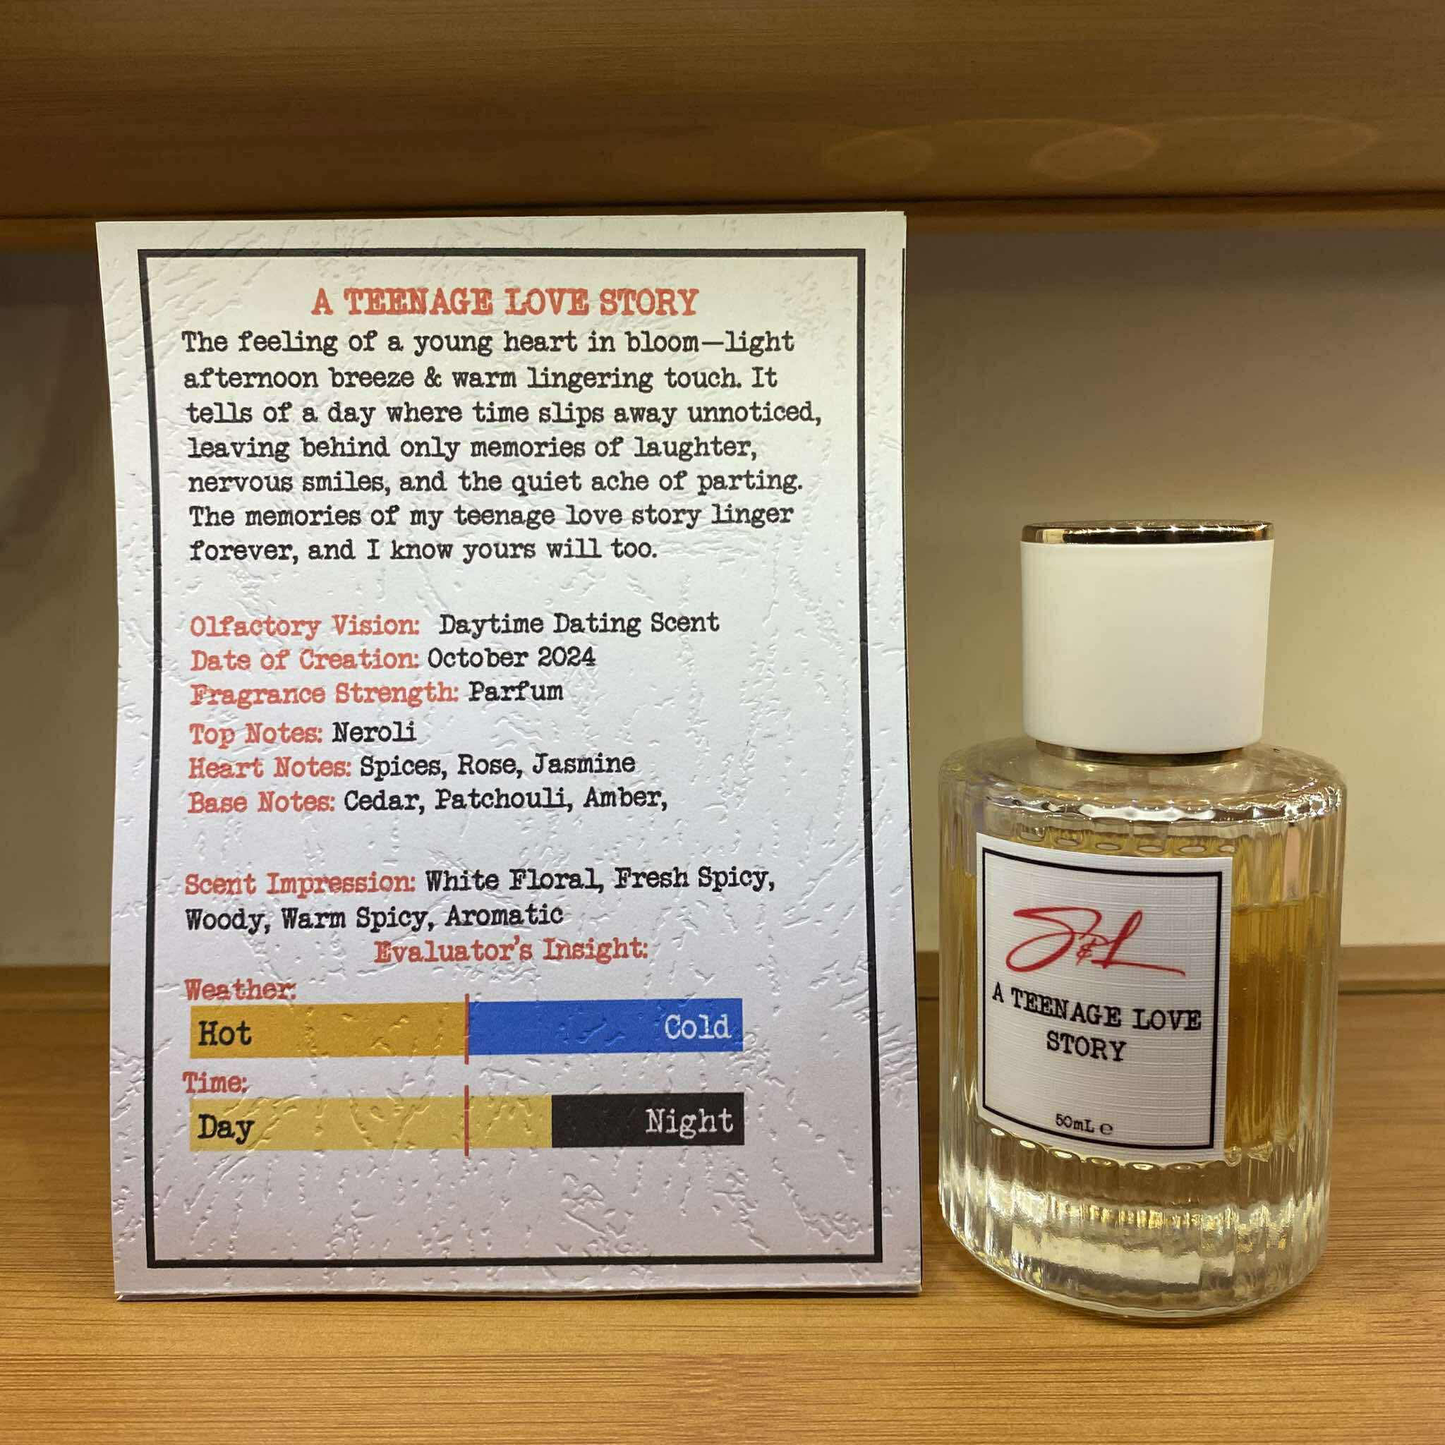 A TEENAGE LOVE STORY
The feeling of a young heart in bloom—light
afternoon breeze & warm lingering touch. It
tells of a day where time slips away unnoticed,
leaving behind only memories of laughter,
nervous smiles, and the quiet ache of parting.
The memories of my teenage love story linger
forever, and I know yours will too.
Olfactory Vision: Daytime Dating Scent
Date of Creation: October 2024
Fragrance Strength: Parfum
Top Notes: Neroli
Heart Notes: Spices, Rose, Jasmine
Base Notes: Cedar, Patchouli, Amber,
Scent Impression: White Floral, Fresh Spicy,
Woody, Warm Spicy, Aromatic
Evaluator's Insight:
Weather:
Hot Cold
Time:
Day Night
S&L
A TEENAGE LOVE
STORY
50mL e